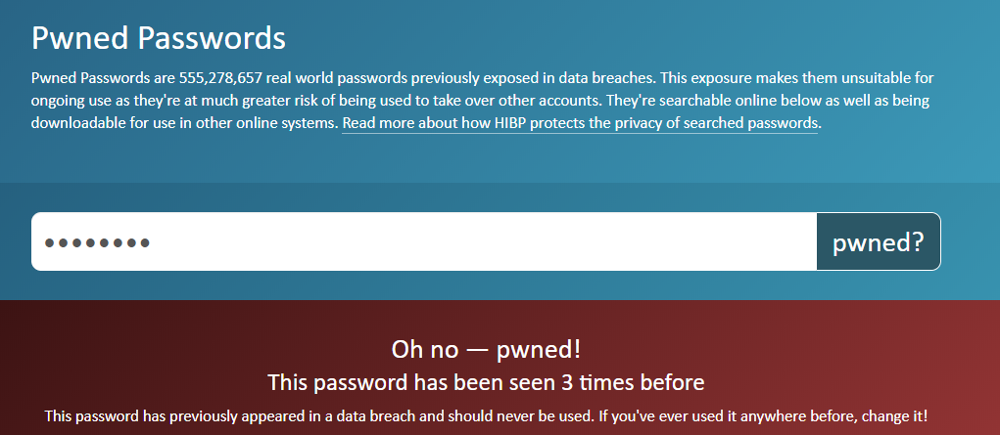 Pwned Passwords
Pwned Passwords are 555,278,657 real world passwords previously exposed in data breaches. This exposure makes them unsuitable for
ongoing use as they're at much greater risk of being used to take over other accounts. They're searchable online below as well as being
downloadable for use in other online systems. Read more about how HIBP protects the privacy of searched passwords.
••••••••
pwned?
Oh no — pwned!
This password has been seen 3 times before
This password has previously appeared in a data breach and should never be used. If you've ever used it anywhere before, change it!